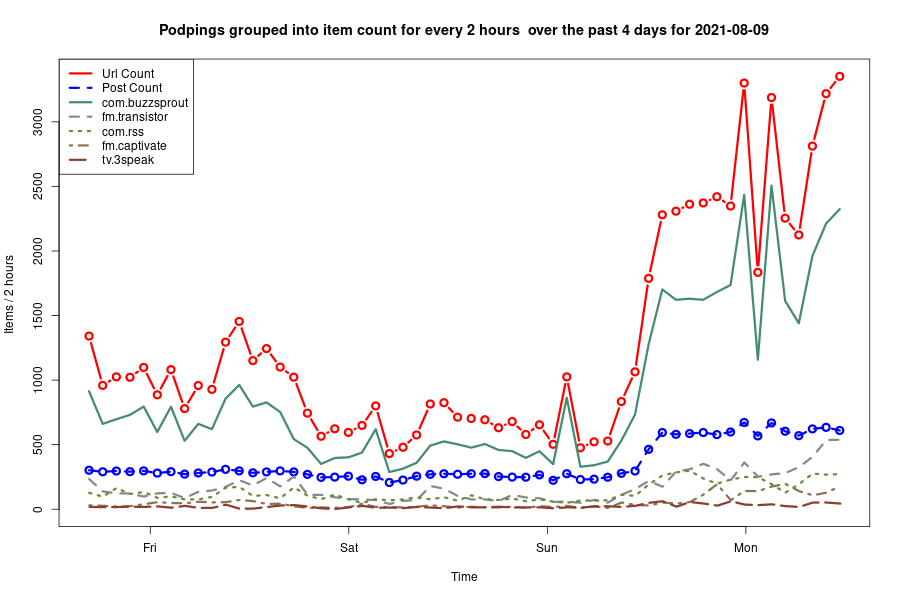 Podpings grouped into item count for every 2 hours  over the past 4 days for 2021-08-09
Url Count
Post Count
com.buzzsprout
fm.transistor
com.rss
fm.captivate
tv.3speak
3000
2500
2000
1500
1000
500
0
Items / 2 hours
Fri
Sat
Sun
Mon
Time